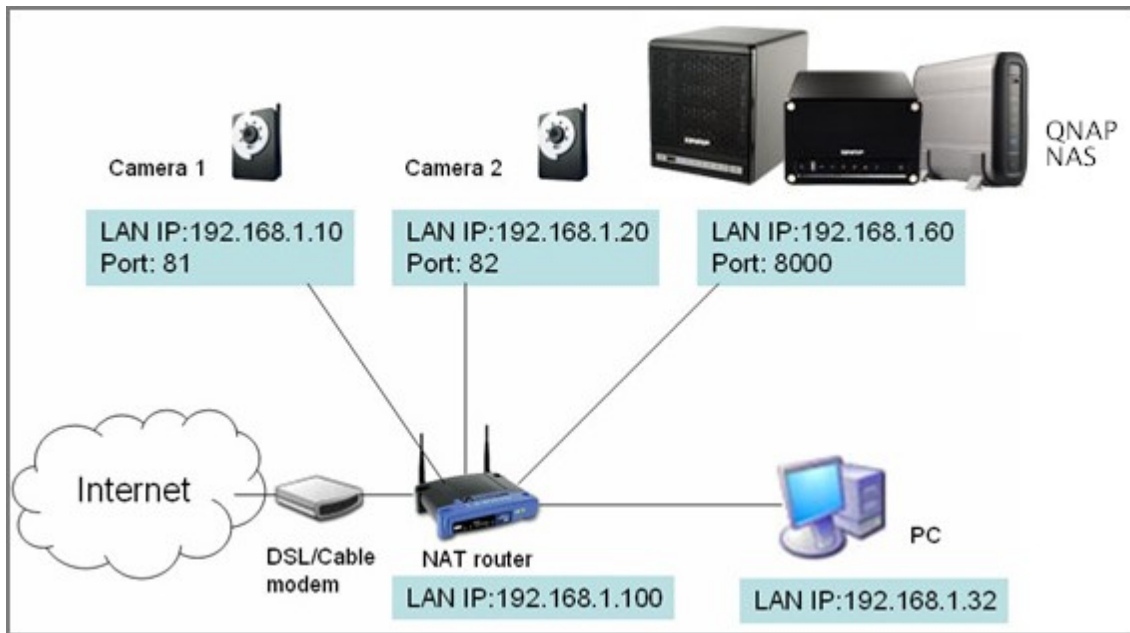 QNAP
NAS
Camera 1
Camera 2
LAN IP:192.168.1.10
Port: 81
LAN IP:192.168.1.20
Port: 82
LAN IP:192.168.1.60
Port: 8000
Internet
DSL/Cable
modem
NAT router
PC
LAN IP:192.168.1.100
LAN IP:192.168.1.32